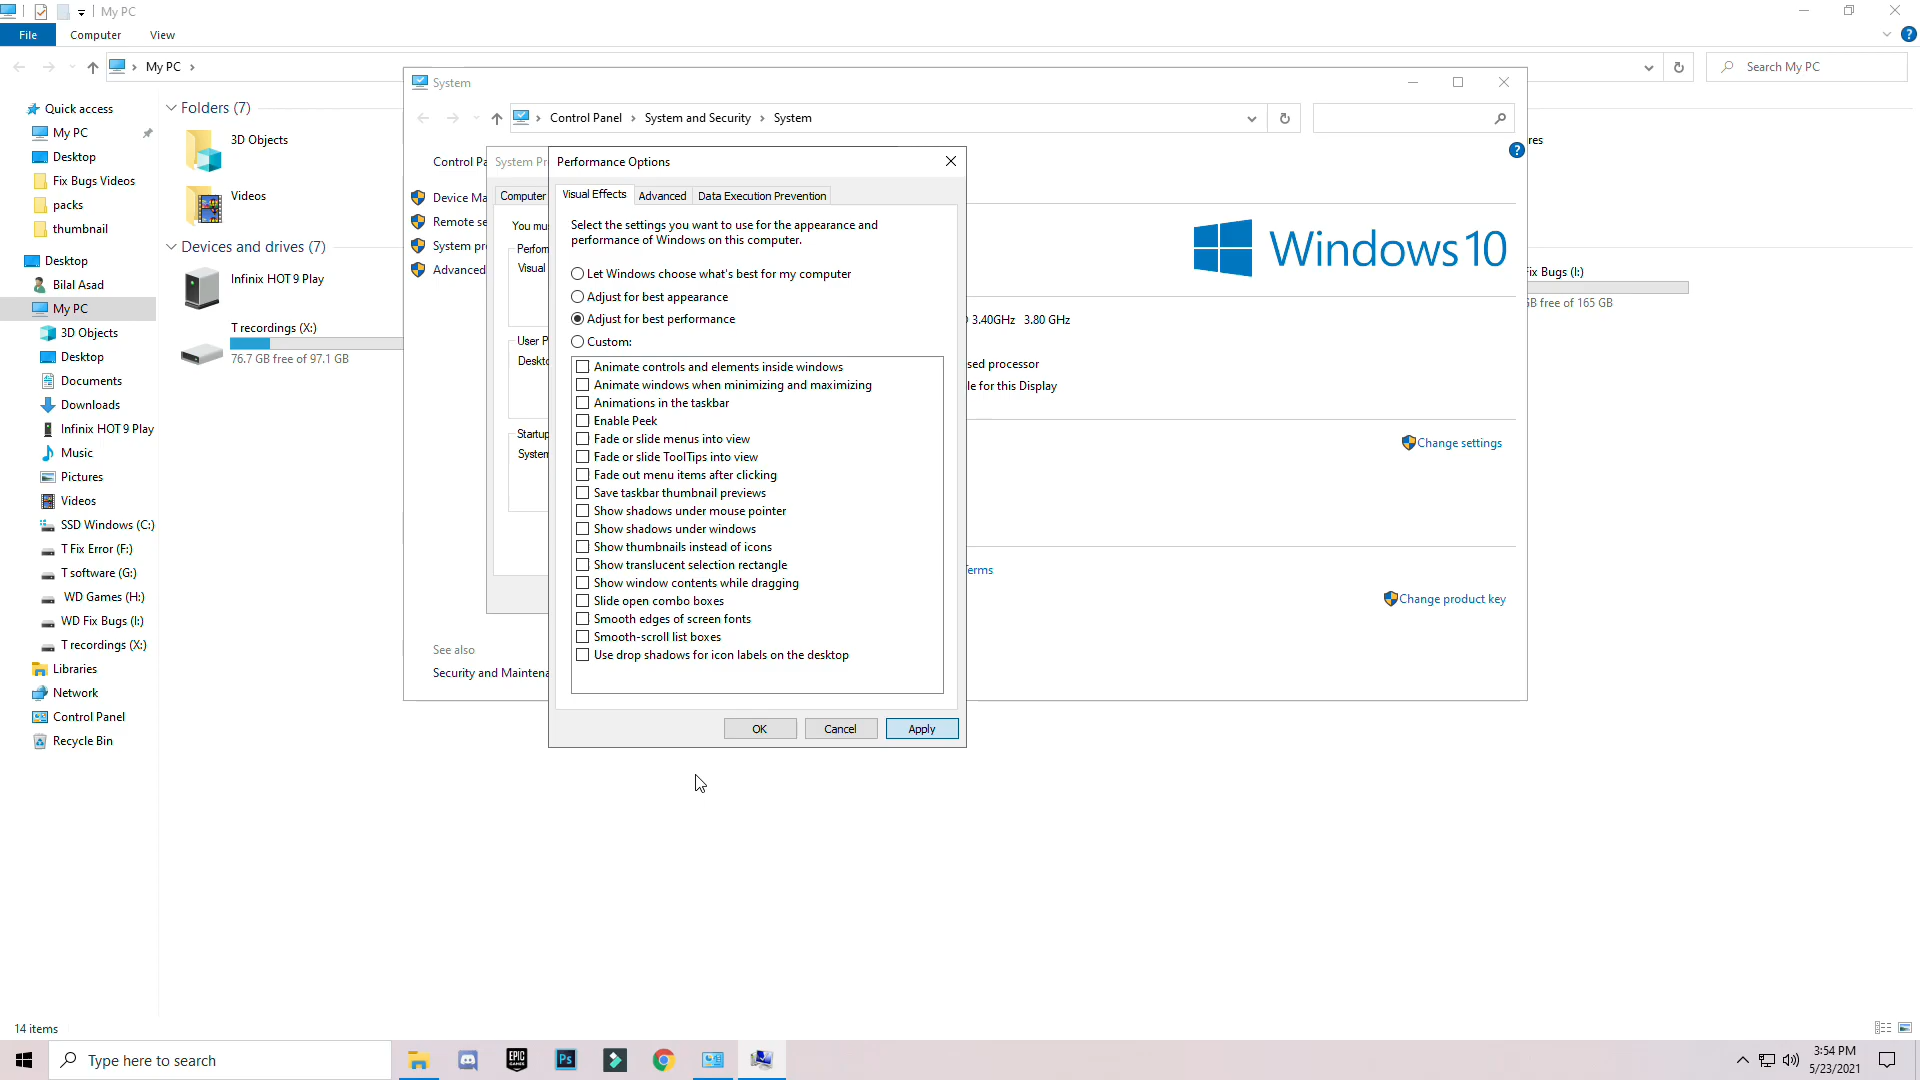 My PC
File
Computer
View
My PC
Search My PC
Quick access
My PC
Desktop
Fix Bugs Videos
packs
thumbnail
Desktop
Bilal Asad
My PC
3D Objects
Desktop
Documents
Downloads
Infinix HOT 9 Play
Music
Pictures
Videos
SSD Windows (C:)
T Fix Error (F:)
T software (G:)
WD Games (H:)
WD Fix Bugs (I:)
T recordings (X:)
Libraries
Network
Control Panel
Recycle Bin
Folders (7)
3D Objects
Videos
Devices and drives (7)
Infinix HOT 9 Play
T recordings (X:)
76.7 GB free of 97.1 GB
System
Control Panel
System and Security
System
Control Pa
Device Ma
Remote se
System pr
Advanced
See also
Security and Maintena
System Pr
Computer
You mu
Perform
Visual
User P
Deskto
Startup
System
Performance Options
Visual Effects
Advanced
Data Execution Prevention
Select the settings you want to use for the appearance and
performance of Windows on this computer.
Let Windows choose what's best for my computer
Adjust for best appearance
Adjust for best performance
Custom:
Animate controls and elements inside windows
Animate windows when minimizing and maximizing
Animations in the taskbar
Enable Peek
Fade or slide menus into view
Fade or slide ToolTips into view
Fade out menu items after clicking
Save taskbar thumbnail previews
Show shadows under mouse pointer
Show shadows under windows
Show thumbnails instead of icons
Show translucent selection rectangle
Show window contents while dragging
Slide open combo boxes
Smooth edges of screen fonts
Smooth-scroll list boxes
Use drop shadows for icon labels on the desktop
OK
Cancel
Apply
Windows 10
3.40GHz 3.80 GHz
sed processor
le for this Display
Change settings
Terms
Change product key
res
ix Bugs (I:)
GB free of 165 GB
14 items
Type here to search
EPIC
GAMES
Ps
3:54 PM
5/23/2021